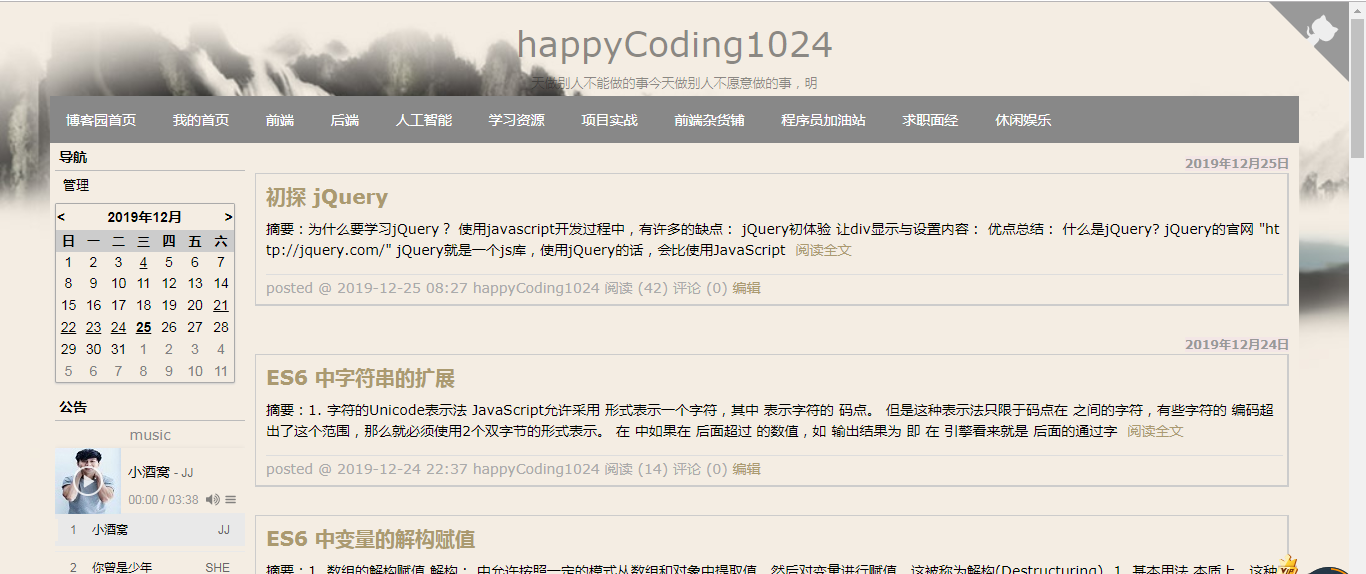 happyCoding1024
天做别人不能做的事今天做别人不愿意做的事，明
博客园首页 我的首页 前端 后端 人工智能 学习资源 项目实战 前端杂货铺 程序员加油站 求职面经 休闲娱乐
导航
管理
< 2019年12月 >
日 一 二 三 四 五 六
1 2 3 4 5 6 7
8 9 10 11 12 13 14
15 16 17 18 19 20 21
22 23 24 25 26 27 28
29 30 31 1 2 3 4
5 6 7 8 9 10 11
公告
music
小酒窝 - JJ
00:00 / 03:38
1 小酒窝 JJ
2 你曾是少年 SHE
2019年12月25日
初探 jQuery
摘要：为什么要学习jQuery？ 使用javascript开发过程中，有许多的缺点： jQuery初体验 让div显示与设置内容： 优点总结： 什么是jQuery? jQuery的官网 "ht
tp://jquery.com/" jQuery就是一个js库，使用jQuery的话，会比使用JavaScript 阅读全文
posted @ 2019-12-25 08:27 happyCoding1024 阅读 (42) 评论 (0) 编辑
2019年12月24日
ES6 中字符串的扩展
摘要：1. 字符的Unicode表示法 JavaScript允许采用 形式表示一个字符，其中 表示字符的 码点。 但是这种表示法只限于码点在 之间的字符，有些字符的 编码超
出了这个范围，那么就必须使用2个双字节的形式表示。 在 中如果在 后面超过 的数值，如 输出结果为 即 在 引擎看来就是 后面的通过字 阅读全文
posted @ 2019-12-24 22:37 happyCoding1024 阅读 (14) 评论 (0) 编辑
ES6 中变量的解构赋值
摘要：1. 数组的解构赋值 解构： 中允许按照一定的模式从数组和对象中提取值，然后对变量进行赋值，这被称为解构(Destructuring)。1. 基本用法 本质上，这种